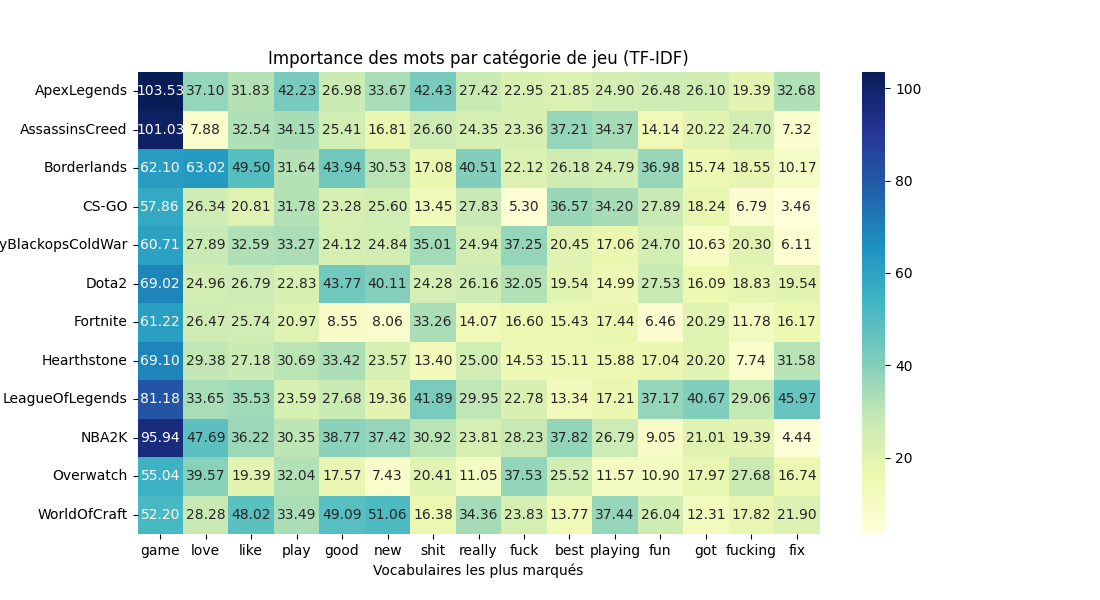 Importance des mots par catégorie de jeu (TF-IDF)
ApexLegends 103.53 37.10 31.83 42.23 26.98 33.67 42.43 27.42 22.95 21.85 24.90 26.48 26.10 19.39 32.68
AssassinsCreed 101.03 7.88 32.54 34.15 25.41 16.81 26.60 24.35 23.36 37.21 34.37 14.14 20.22 24.70 7.32
Borderlands 62.10 63.02 49.50 31.64 43.94 30.53 17.08 40.51 22.12 26.18 24.79 36.98 15.74 18.55 10.17
CS-GO 57.86 26.34 20.81 31.78 23.28 25.60 13.45 27.83 5.30 36.57 34.20 27.89 18.24 6.79 3.46
yBlackopsColdWar 60.71 27.89 32.59 33.27 24.12 24.84 35.01 24.94 37.25 20.45 17.06 24.70 10.63 20.30 6.11
Dota2 69.02 24.96 26.79 22.83 43.77 40.11 24.28 26.16 32.05 19.54 14.99 27.53 16.09 18.83 19.54
Fortnite 61.22 26.47 25.74 20.97 8.55 8.06 33.26 14.07 16.60 15.43 17.44 6.46 20.29 11.78 16.17
Hearthstone 69.10 29.38 27.18 30.69 33.42 23.57 13.40 25.00 14.53 15.11 15.88 17.04 20.20 7.74 31.58
LeagueOfLegends 81.18 33.65 35.53 23.59 27.68 19.36 41.89 29.95 22.78 13.34 17.21 37.17 40.67 29.06 45.97
NBA2K 95.94 47.69 36.22 30.35 38.77 37.42 30.92 23.81 28.23 37.82 26.79 9.05 21.01 19.39 4.44
Overwatch 55.04 39.57 19.39 32.04 17.57 7.43 20.41 11.05 37.53 25.52 11.57 10.90 17.97 27.68 16.74
WorldOfCraft 52.20 28.28 48.02 33.49 49.09 51.06 16.38 34.36 23.83 13.77 37.44 26.04 12.31 17.82 21.90
game love like play good new shit really fuck best playing fun got fucking fix
Vocabulaires les plus marqués
100
80
60
40
20